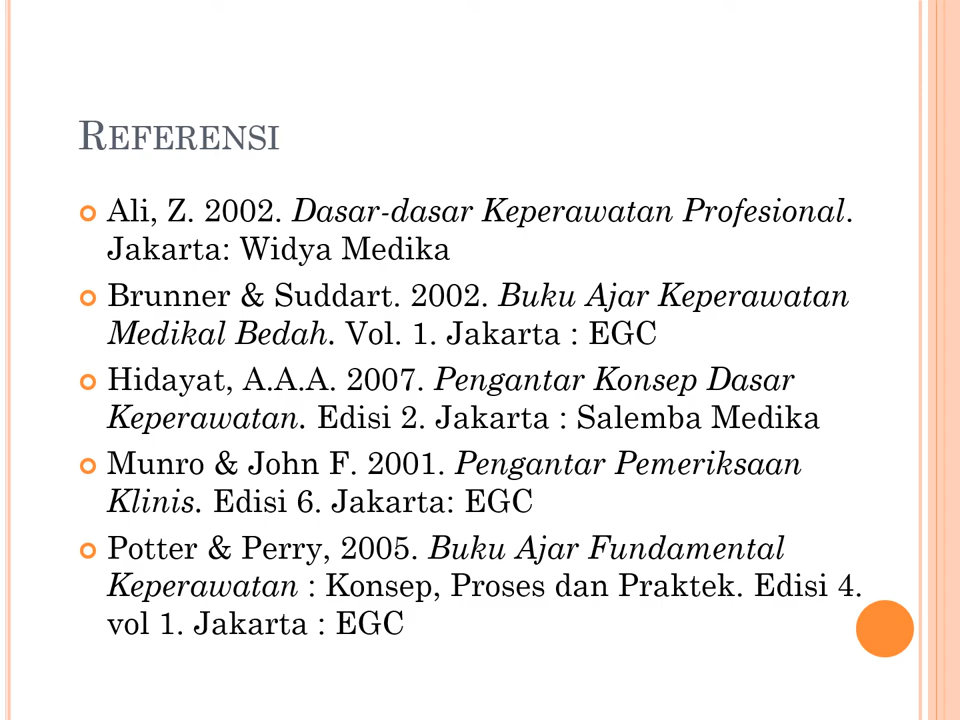 REFERENSI
Ali, Z. 2002. Dasar-dasar Keperawatan Profesional.
Jakarta: Widya Medika
Brunner & Suddart. 2002. Buku Ajar Keperawatan
Medikal Bedah. Vol. 1. Jakarta : EGC
Hidayat, A.A.A. 2007. Pengantar Konsep Dasar
Keperawatan. Edisi 2. Jakarta : Salemba Medika
Munro & John F. 2001. Pengantar Pemeriksaan
Klinis. Edisi 6. Jakarta: EGC
Potter & Perry, 2005. Buku Ajar Fundamental
Keperawatan : Konsep, Proses dan Praktek. Edisi 4.
vol 1. Jakarta : EGC